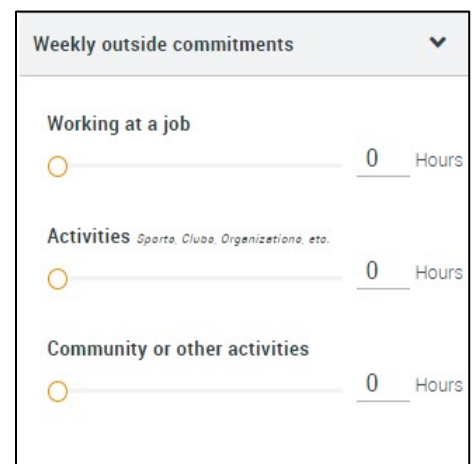 Weekly outside commitments
Working at a job
0 Hours
Activities Sports, Clubs, Organizations, etc.
0 Hours
Community or other activities
0 Hours